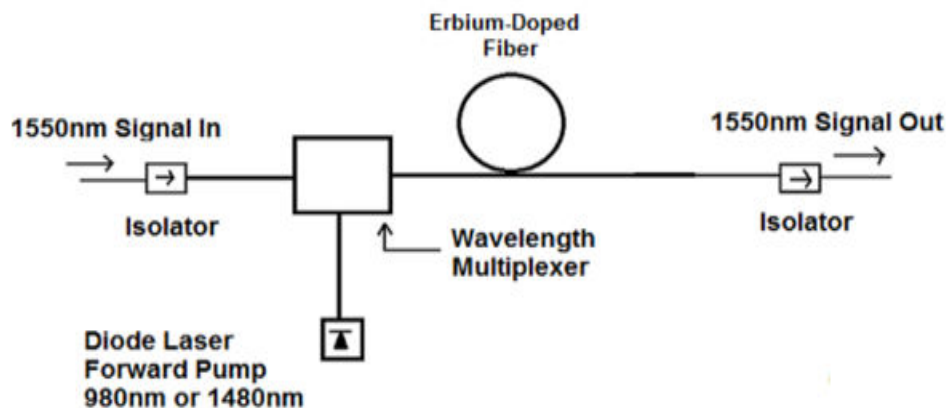 Erbium-Doped
Fiber
1550nm Signal In
1550nm Signal Out
Isolator
Isolator
Wavelength
Multiplexer
Diode Laser
Forward Pump
980nm or 1480nm